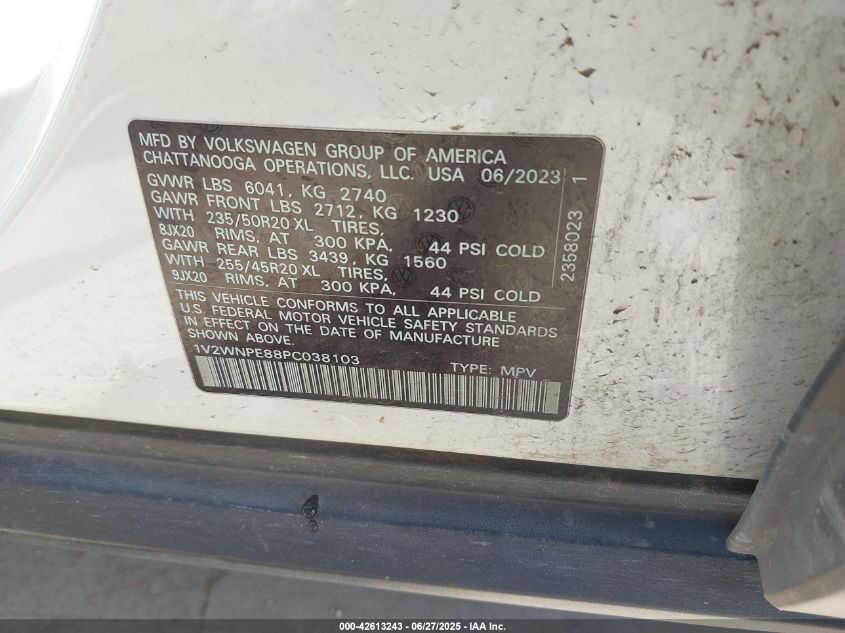 MFD BY VOLKSWAGEN GROUP OF AMERICA
CHATTANOOGA OPERATIONS, LLC. USA 06/2023
GVWR LBS 6041, KG 2740
GAWR FRONT LBS 2712, KG 1230
WITH 235/50R20 XL TIRES,
8JX20 RIMS, AT 300 KPA, 44 PSI COLD
GAWR REAR LBS 3439, KG 1560
WITH 255/45R20 XL TIRES,
9JX20 RIMS, AT 300 KPA, 44 PSI COLD
THIS VEHICLE CONFORMS TO ALL APPLICABLE
U.S. FEDERAL MOTOR VEHICLE SAFETY STANDARDS
IN EFFECT ON THE DATE OF MANUFACTURE
SHOWN ABOVE.
1V2WNPE88PC038103 TYPE: MPV
2358023 1
000-42613243 - 06/27/2025 - IAA Inc.